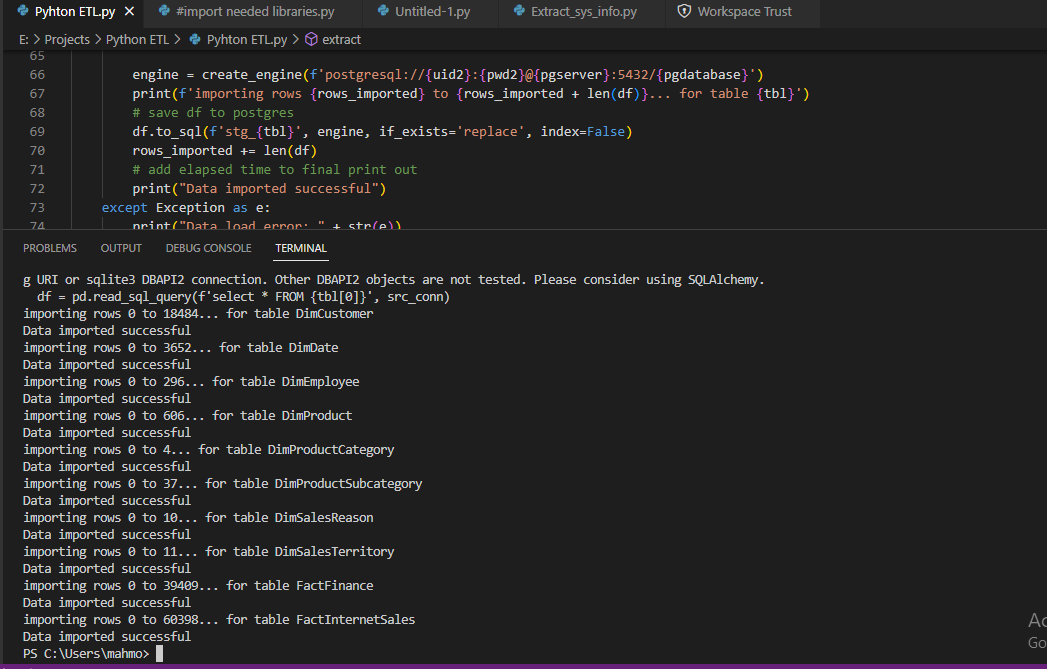 Pyhton ETL.py
#import needed libraries.py
Untitled-1.py
Extract_sys_info.py
Workspace Trust
E: > Projects > Python ETL > Pyhton ETL.py > extract
65
66 engine = create_engine(f'postgresql://{uid2}:{pwd2}@{pgserver}:5432/{pgdatabase}')
67 print(f'importing rows {rows_imported} to {rows_imported + len(df)}... for table {tbl}')
68 # save df to postgres
69 df.to_sql(f'stg_{tbl}', engine, if_exists='replace', index=False)
70 rows_imported += len(df)
71 # add elapsed time to final print out
72 print("Data imported successful")
73 except Exception as e:
74 print("Data load error: " + str(e))
PROBLEMS OUTPUT DEBUG CONSOLE TERMINAL
g URI or sqlite3 DBAPI2 connection. Other DBAPI2 objects are not tested. Please consider using SQLAlchemy.
df = pd.read_sql_query(f'select * FROM {tbl[0]}', src_conn)
importing rows 0 to 18484... for table DimCustomer
Data imported successful
importing rows 0 to 3652... for table DimDate
Data imported successful
importing rows 0 to 296... for table DimEmployee
Data imported successful
importing rows 0 to 606... for table DimProduct
Data imported successful
importing rows 0 to 4... for table DimProductCategory
Data imported successful
importing rows 0 to 37... for table DimProductSubcategory
Data imported successful
importing rows 0 to 10... for table DimSalesReason
Data imported successful
importing rows 0 to 11... for table DimSalesTerritory
Data imported successful
importing rows 0 to 39409... for table FactFinance
Data imported successful
importing rows 0 to 60398... for table FactInternetSales
Data imported successful
PS C:\Users\mahmo>